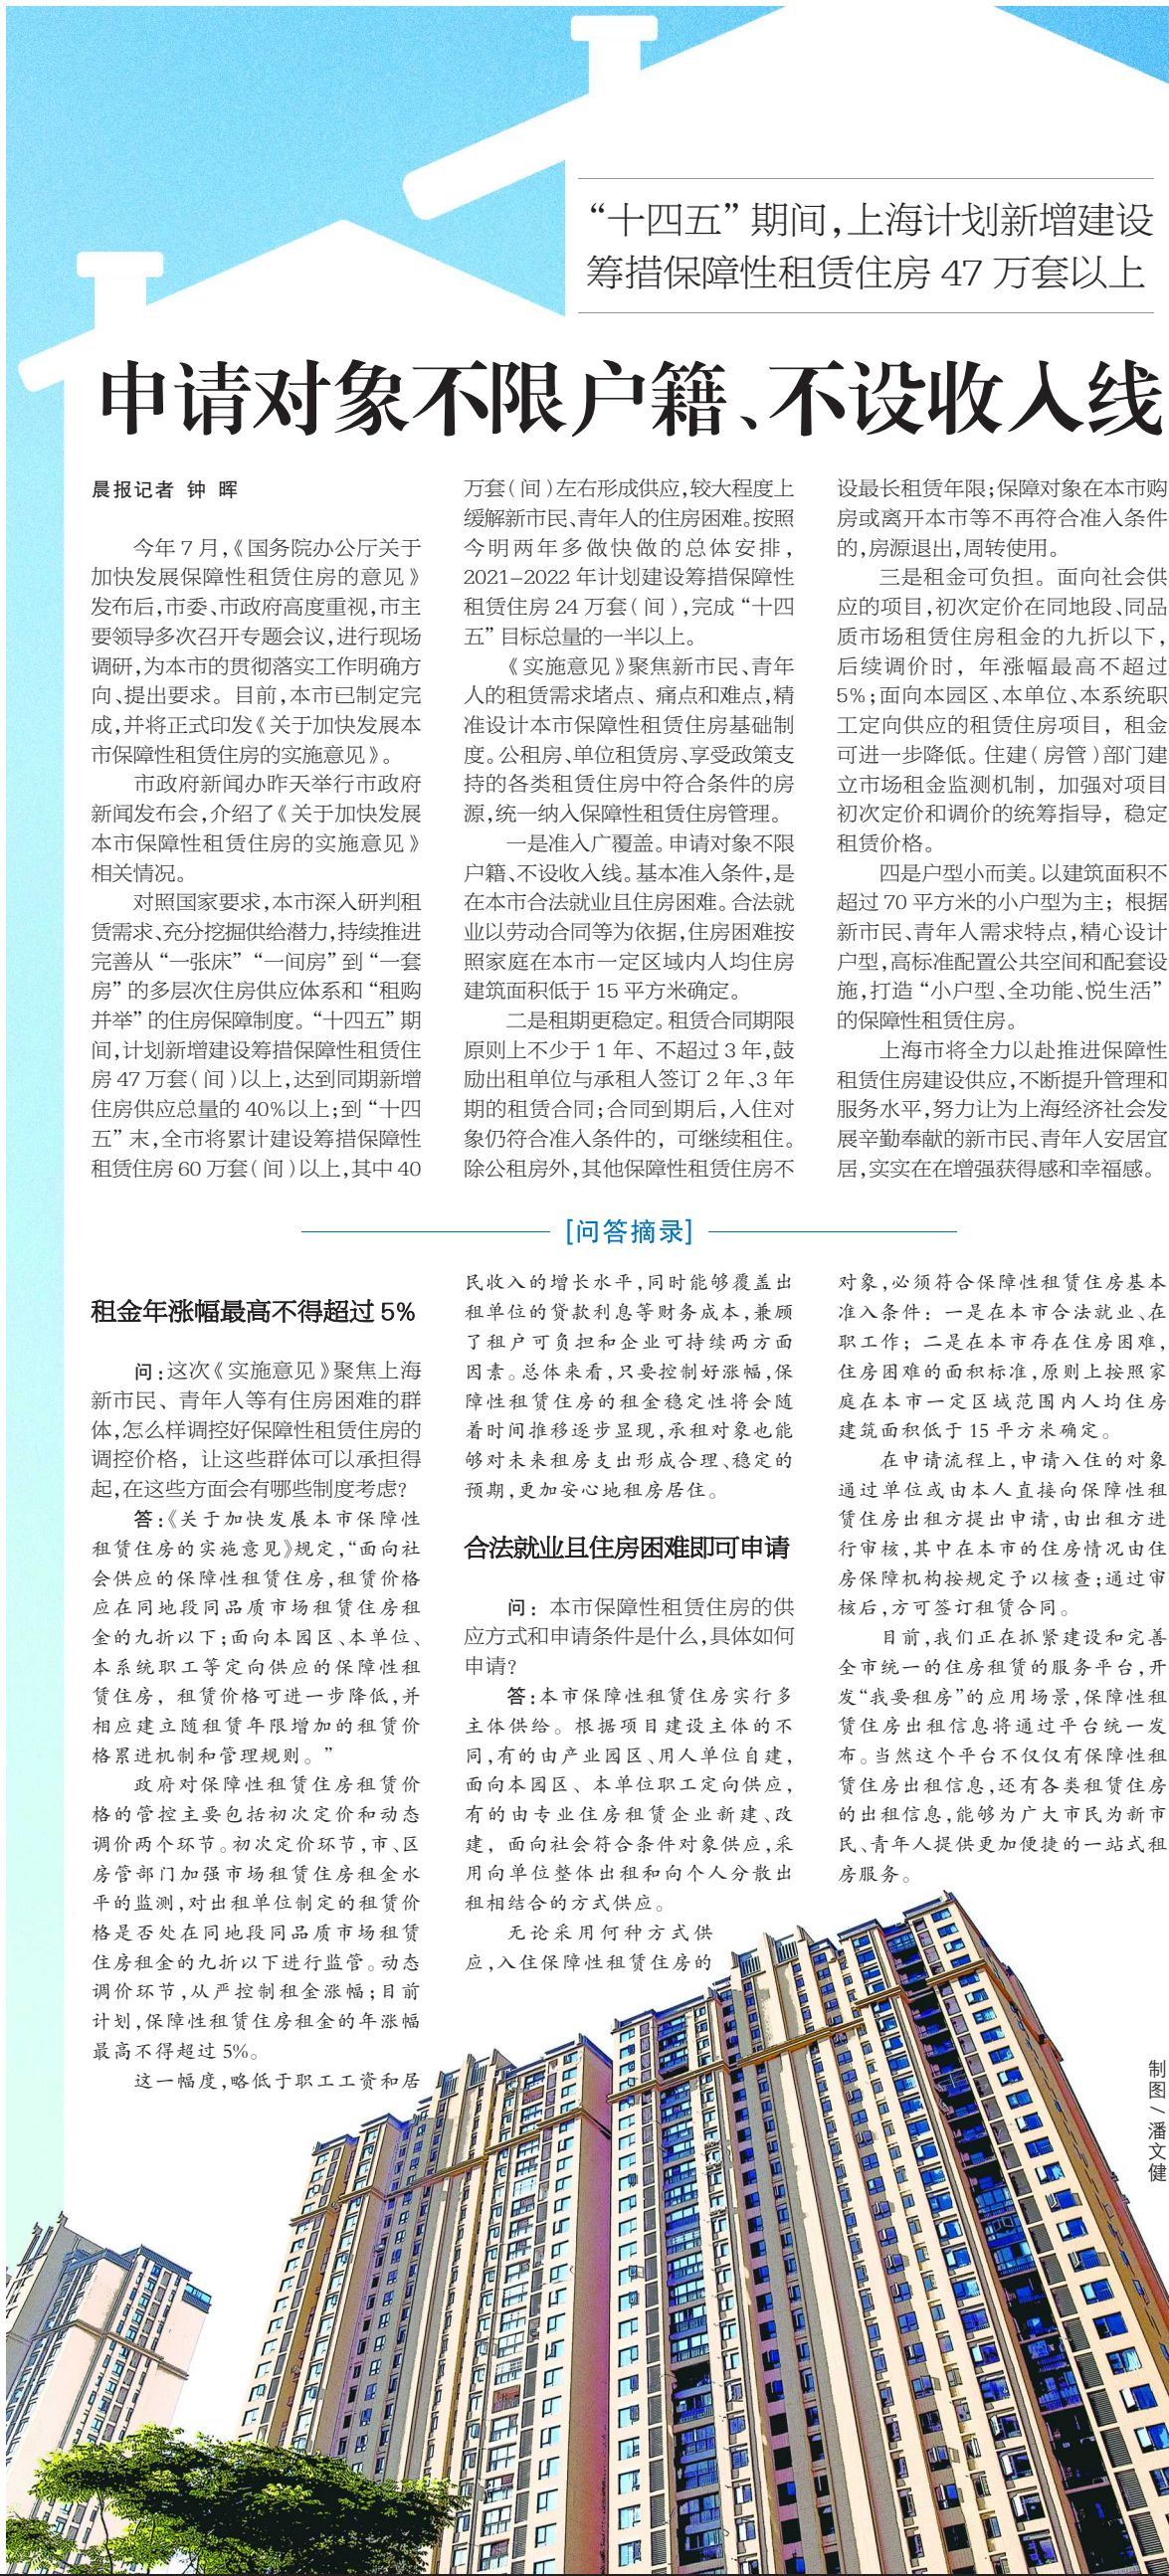 “十四五”期间,上海计划新增建设
筹措保障性租赁住房 47 万套以上
申请对象不限户籍、不设收入线
晨报记者 钟 晖
今年 7 月,《国务院办公厅关于
加快发展保障性租赁住房的意见》
发布后,市委、市政府高度重视,市主
要领导多次召开专题会议,进行现场
调研,为本市的贯彻落实工作明确方
向、提出要求。目前,本市已制定完
成,并将正式印发《关于加快发展本
市保障性租赁住房的实施意见》。
市政府新闻办昨天举行市政府
新闻发布会,介绍了《关于加快发展
本市保障性租赁住房的实施意见》
相关情况。
对照国家要求,本市深入研判租
赁需求、充分挖掘供给潜力,持续推进
完善从“一张床”“一间房”到“一套
房”的多层次住房供应体系和“租购
并举”的住房保障制度。“十四五”期
间,计划新增建设筹措保障性租赁住
房 47 万套(间)以上,达到同期新增
住房供应总量的 40%以上;到“十四
五”末,全市将累计建设筹措保障性
租赁住房 60 万套(间)以上,其中 40
万套(间)左右形成供应,较大程度上
缓解新市民、青年人的住房困难。按照
今明两年多做快做的总体安排,
2021–2022 年计划建设筹措保障性
租赁住房 24 万套(间),完成“十四
五”目标总量的一半以上。
《实施意见》聚焦新市民、青年
人的租赁需求堵点、痛点和难点,精
准设计本市保障性租赁住房基础制
度。公租房、单位租赁房、享受政策支
持的各类租赁住房中符合条件的房
源,统一纳入保障性租赁住房管理。
一是准入广覆盖。申请对象不限
户籍、不设收入线。基本准入条件,是
在本市合法就业且住房困难。合法就
业以劳动合同等为依据,住房困难按
照家庭在本市一定区域内人均住房
建筑面积低于 15 平方米确定。
二是租期更稳定。租赁合同期限
原则上不少于 1 年、不超过 3 年,鼓
励出租单位与承租人签订 2 年、3 年
期的租赁合同;合同到期后,入住对
象仍符合准入条件的,可继续租住。
除公租房外,其他保障性租赁住房不
设最长租赁年限;保障对象在本市购
房或离开本市等不再符合准入条件
的,房源退出,周转使用。
三是租金可负担。面向社会供
应的项目,初次定价在同地段、同品
质市场租赁住房租金的九折以下,
后续调价时,年涨幅最高不超过
5%;面向本园区、本单位、本系统职
工定向供应的租赁住房项目,租金
可进一步降低。住建(房管)部门建
立市场租金监测机制,加强对项目
初次定价和调价的统筹指导,稳定
租赁价格。
四是户型小而美。以建筑面积不
超过 70 平方米的小户型为主;根据
新市民、青年人需求特点,精心设计
户型,高标准配置公共空间和配套设
施,打造“小户型、全功能、悦生活”
的保障性租赁住房。
上海市将全力以赴推进保障性
租赁住房建设供应,不断提升管理和
服务水平,努力让为上海经济社会发
展辛勤奉献的新市民、青年人安居宜
居,实实在在增强获得感和幸福感。
[问答摘录]
租金年涨幅最高不得超过 5%
问:这次《实施意见》聚焦上海
新市民、青年人等有住房困难的群
体,怎么样调控好保障性租赁住房的
调控价格,让这些群体可以承担得
起,在这些方面会有哪些制度考虑?
答:《关于加快发展本市保障性
租赁住房的实施意见》规定,“面向社
会供应的保障性租赁住房,租赁价格
应在同地段同品质市场租赁住房租
金的九折以下;面向本园区、本单位、
本系统职工等定向供应的保障性租
赁住房,租赁价格可进一步降低,并
相应建立随租赁年限增加的租赁价
格累进机制和管理规则。”
政府对保障性租赁住房租赁价
格的管控主要包括初次定价和动态
调价两个环节。初次定价环节,市、区
房管部门加强市场租赁住房租金水
平的监测,对出租单位制定的租赁价
格是否处在同地段同品质市场租赁
住房租金的九折以下进行监管。动态
调价环节,从严控制租金涨幅;目前
计划,保障性租赁住房租金的年涨幅
最高不得超过 5%。
这一幅度,略低于职工工资和居
民收入的增长水平,同时能够覆盖出
租单位的贷款利息等财务成本,兼顾
了租户可负担和企业可持续两方面
因素。总体来看,只要控制好涨幅,保
障性租赁住房的租金稳定性将会随
着时间推移逐步显现,承租对象也能
够对未来租房支出形成合理、稳定的
预期,更加安心地租房居住。
合法就业且住房困难即可申请
问:本市保障性租赁住房的供
应方式和申请条件是什么,具体如何
申请?
答:本市保障性租赁住房实行多
主体供给。根据项目建设主体的不
同,有的由产业园区、用人单位自建,
面向本园区、本单位职工定向供应,
有的由专业住房租赁企业新建、改
建,面向社会符合条件对象供应,采
用向单位整体出租和向个人分散出
租相结合的方式供应。
无论采用何种方式供
应,入住保障性租赁住房的
对象,必须符合保障性租赁住房基本
准入条件:一是在本市合法就业、在
职工作;二是在本市存在住房困难,
住房困难的面积标准,原则上按照家
庭在本市一定区域范围内人均住房
建筑面积低于 15 平方米确定。
在申请流程上,申请入住的对象
通过单位或由本人直接向保障性租
赁住房出租方提出申请,由出租方进
行审核,其中在本市的住房情况由住
房保障机构按规定予以核查;通过审
核后,方可签订租赁合同。
目前,我们正在抓紧建设和完善
全市统一的住房租赁的服务平台,开
发“我要租房”的应用场景,保障性租
赁住房出租信息将通过平台统一发
布。当然这个平台不仅仅有保障性租
赁住房出租信息,还有各类租赁住房
的出租信息,能够为广大市民为新市
民、青年人提供更加便捷的一站式租
房服务。
制图/潘文健